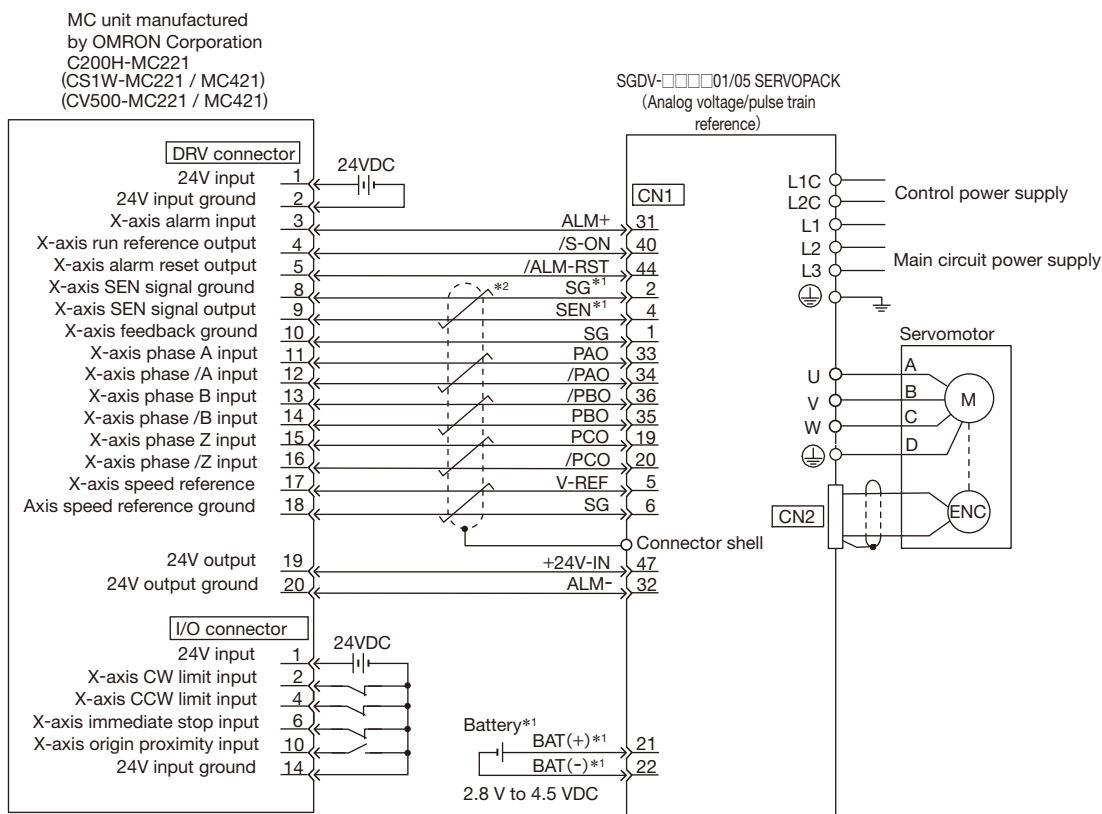 MC unit manufactured
by OMRON Corporation
C200H-MC221
(CS1W-MC221 / MC421)
(CV500-MC221 / MC421)
SGDV-□□□□01/05 SERVOPACK
(Analog voltage/pulse train
reference)
DRV connector
24VDC
CN1
24V input 1
24V input ground 2
X-axis alarm input 3 ALM+ 31
X-axis run reference output 4 /S-ON 40
X-axis alarm reset output 5 /ALM-RST 44
X-axis SEN signal ground 8 *2 SG*1 2
X-axis SEN signal output 9 SEN*1 4
X-axis feedback ground 10 SG 1
X-axis phase A input 11 PAO 33
X-axis phase /A input 12 /PAO 34
X-axis phase B input 13 /PBO 36
X-axis phase /B input 14 PBO 35
X-axis phase Z input 15 PCO 19
X-axis phase /Z input 16 /PCO 20
X-axis speed reference 17 V-REF 5
Axis speed reference ground 18 SG 6
Connector shell
24V output 19 +24V-IN 47
24V output ground 20 ALM- 32
L1C
L2C
Control power supply
L1
L2
L3
Main circuit power supply
Servomotor
U A
V B
W C
D
M
CN2
ENC
I/O connector
24VDC
24V input 1
X-axis CW limit input 2
X-axis CCW limit input 4
X-axis immediate stop input 6
X-axis origin proximity input 10
24V input ground 14
Battery*1
BAT(+)*1 21
BAT(-)*1 22
2.8 V to 4.5 VDC